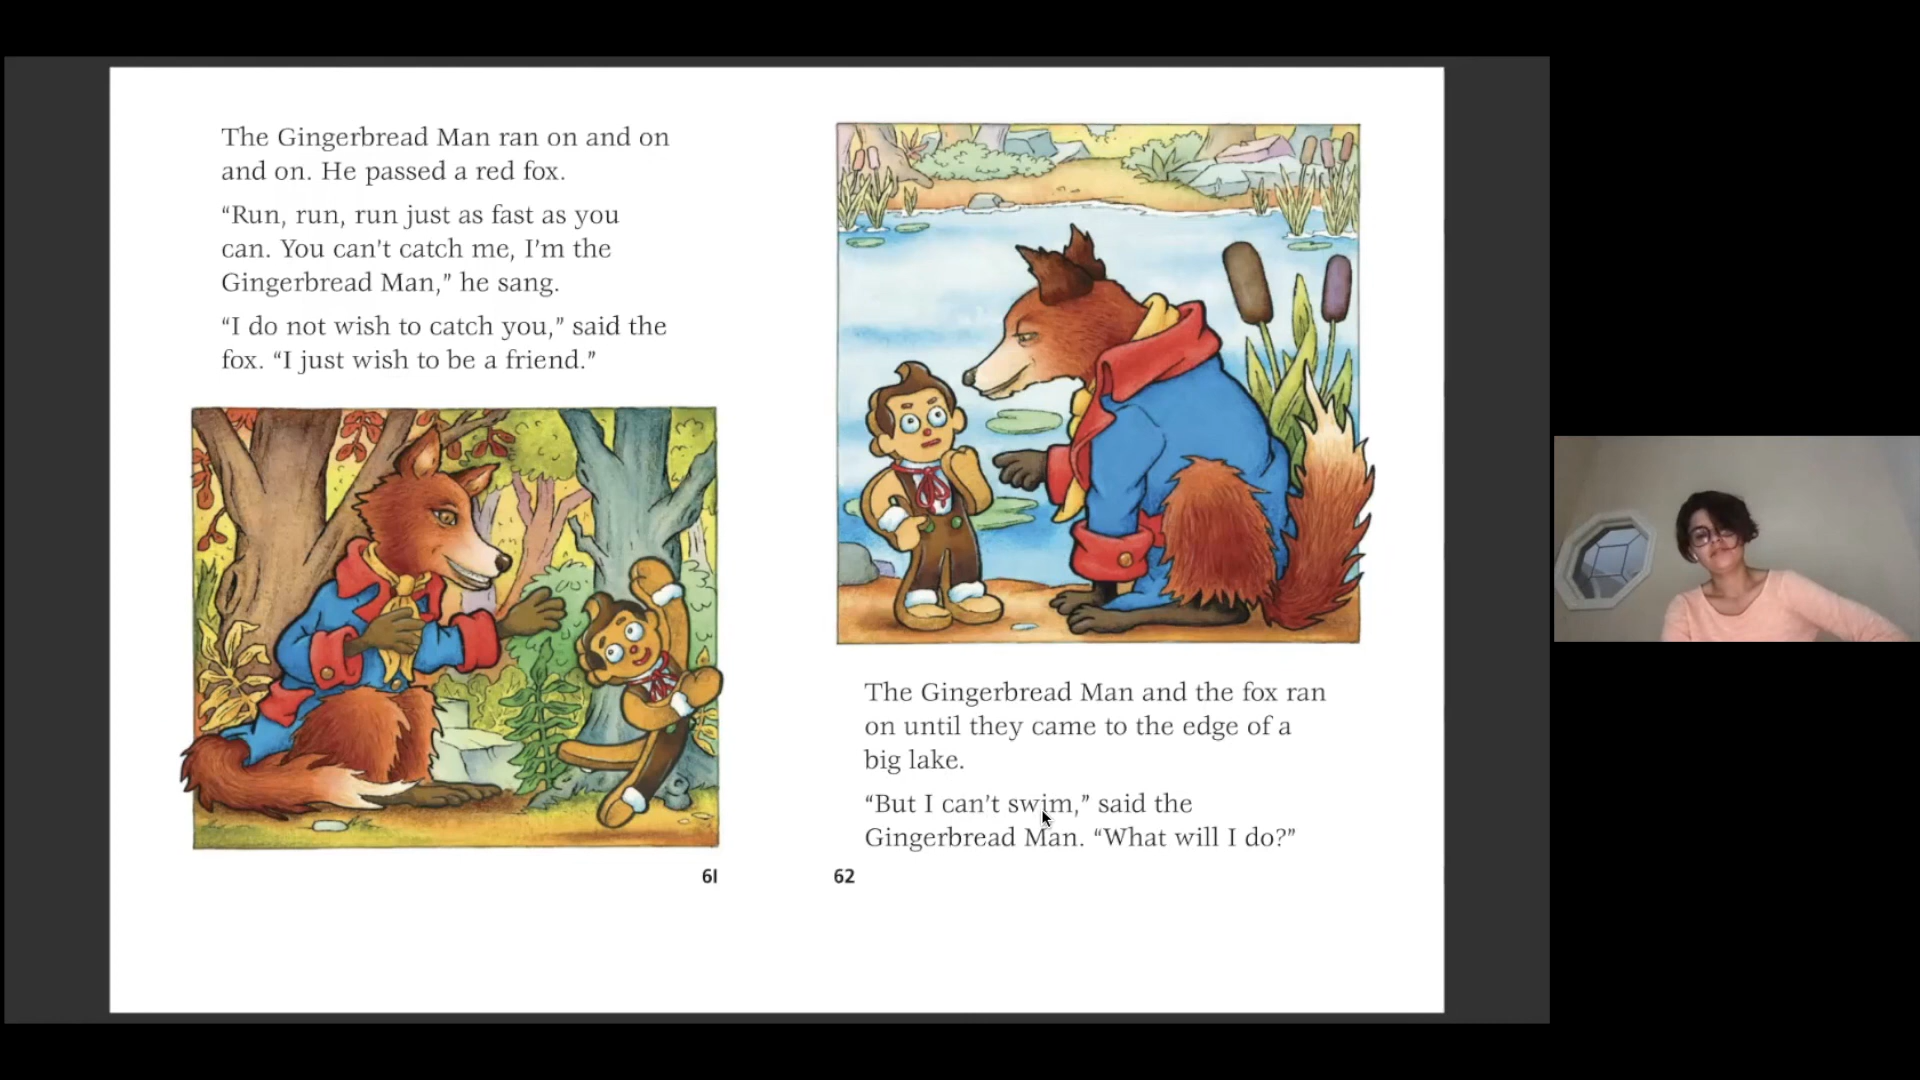 The Gingerbread Man ran on and on
and on. He passed a red fox.
“Run, run, run just as fast as you
can. You can’t catch me, I’m the
Gingerbread Man,” he sang.
“I do not wish to catch you,” said the
fox. “I just wish to be a friend.”
61
The Gingerbread Man and the fox ran
on until they came to the edge of a
big lake.
“But I can’t swim,” said the
Gingerbread Man. “What will I do?”
62